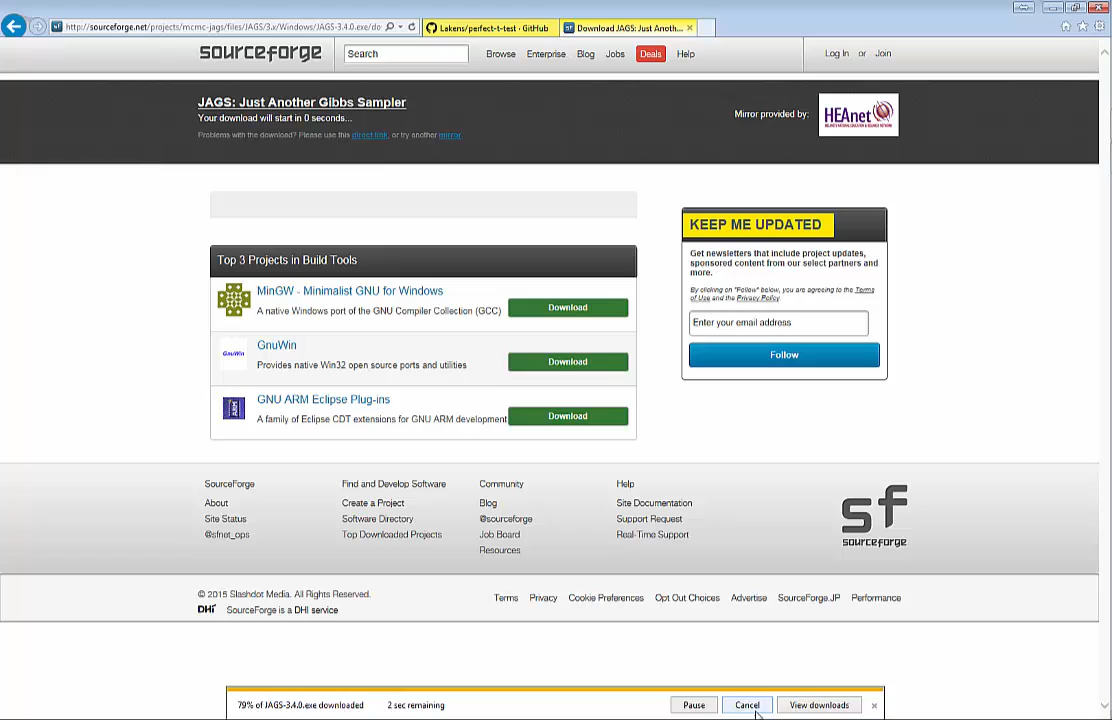 http://sourceforge.net/projects/mcmc-jags/files/JAGS/3.x/Windows/JAGS-3.4.0.exe/do
Lakens/perfect-t-test · GitHub
Download JAGS: Just Anoth...
sourceforge
Search
Browse Enterprise Blog Jobs Deals Help
Log In or Join
JAGS: Just Another Gibbs Sampler
Your download will start in 0 seconds...
Problems with the download? Please use this direct link, or try another mirror.
Mirror provided by:
HEAnet
Top 3 Projects in Build Tools
MinGW - Minimalist GNU for Windows
A native Windows port of the GNU Compiler Collection (GCC)
Download
GnuWin
GnuWin
Provides native Win32 open source ports and utilities
Download
ARM
GNU ARM Eclipse Plug-ins
A family of Eclipse CDT extensions for GNU ARM development
Download
KEEP ME UPDATED
Get newsletters that include project updates,
sponsored content from our select partners and
more.
By clicking on "Follow" below, you are agreeing to the Terms
of Use and the Privacy Policy.
Enter your email address
Follow
SourceForge
About
Site Status
@sfnet_ops
Find and Develop Software
Create a Project
Software Directory
Top Downloaded Projects
Community
Blog
@sourceforge
Job Board
Resources
Help
Site Documentation
Support Request
Real-Time Support
sf
sourceforge
© 2015 Slashdot Media. All Rights Reserved.
DHI SourceForge is a DHI service
Terms Privacy Cookie Preferences Opt Out Choices Advertise SourceForge.JP Performance
79% of JAGS-3.4.0.exe downloaded 2 sec remaining
Pause Cancel View downloads